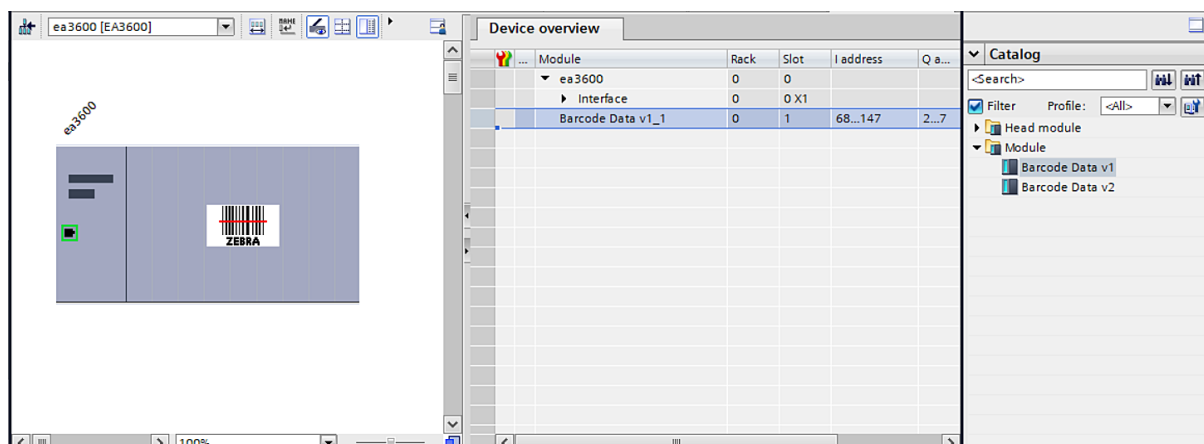 ea3600 [EA3600]
NAME
ea3600
ZEBRA
100%
Device overview
... Module Rack Slot I address Q a...
ea3600 0 0
Interface 0 0 X1
Barcode Data v1_1 0 1 68...147 2...7
Catalog
<Search>
Filter Profile: <All>
Head module
Module
Barcode Data v1
Barcode Data v2